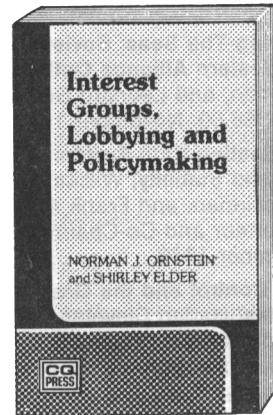 Interest
Groups,
Lobbying and
Policymaking
NORMAN J. ORNSTEIN
and SHIRLEY ELDER
CQ
PRESS